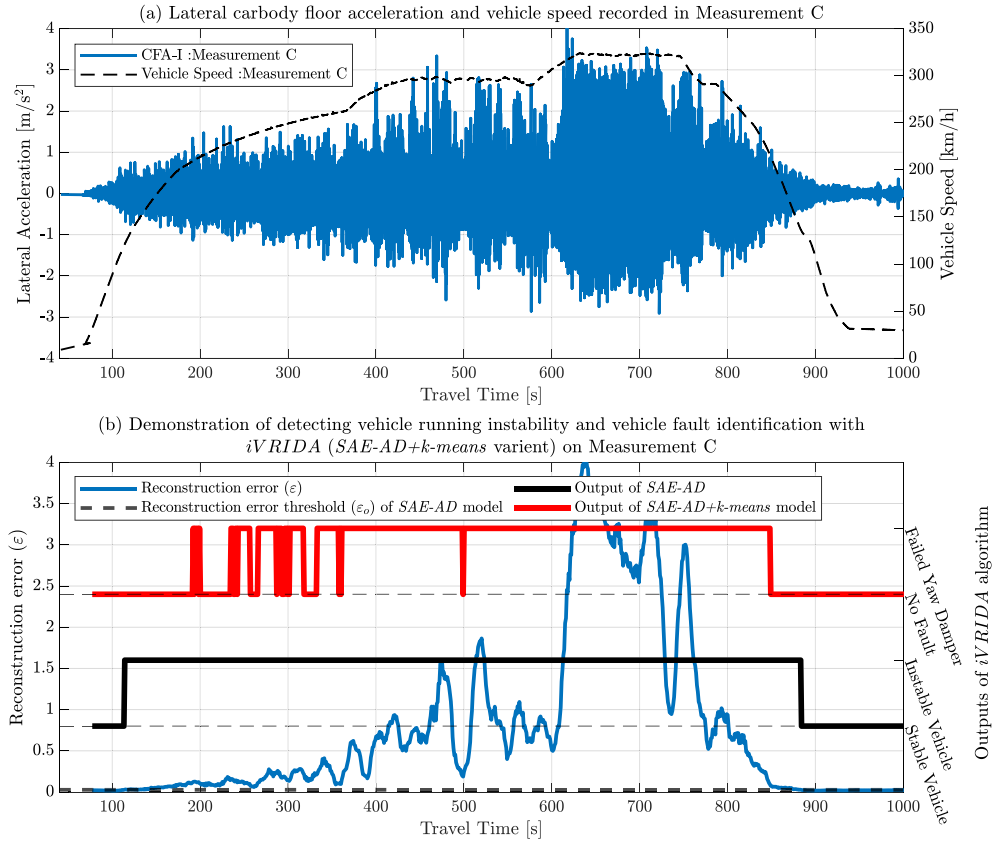 (a) Lateral carbody floor acceleration and vehicle speed recorded in Measurement C
CFA-I :Measurement C
Vehicle Speed :Measurement C
Lateral Acceleration [m/s²]
4
3
2
1
0
-1
-2
-3
-4
350
300
250
200
150
100
50
0
Vehicle Speed [km/h]
100 200 300 400 500 600 700 800 900 1000
Travel Time [s]
(b) Demonstration of detecting vehicle running instability and vehicle fault identification with
iVRIDA (SAE-AD+k-means varient) on Measurement C
Reconstruction error (ε)
Reconstruction error threshold (εₒ) of SAE-AD model
Output of SAE-AD
Output of SAE-AD+k-means model
Reconstruction error (ε)
4
3.5
3
2.5
2
1.5
1
0.5
0
Failed Yaw Damper
No Fault
Instable Vehicle
Stable Vehicle
Outputs of iVRIDA algorithm
100 200 300 400 500 600 700 800 900 1000
Travel Time [s]